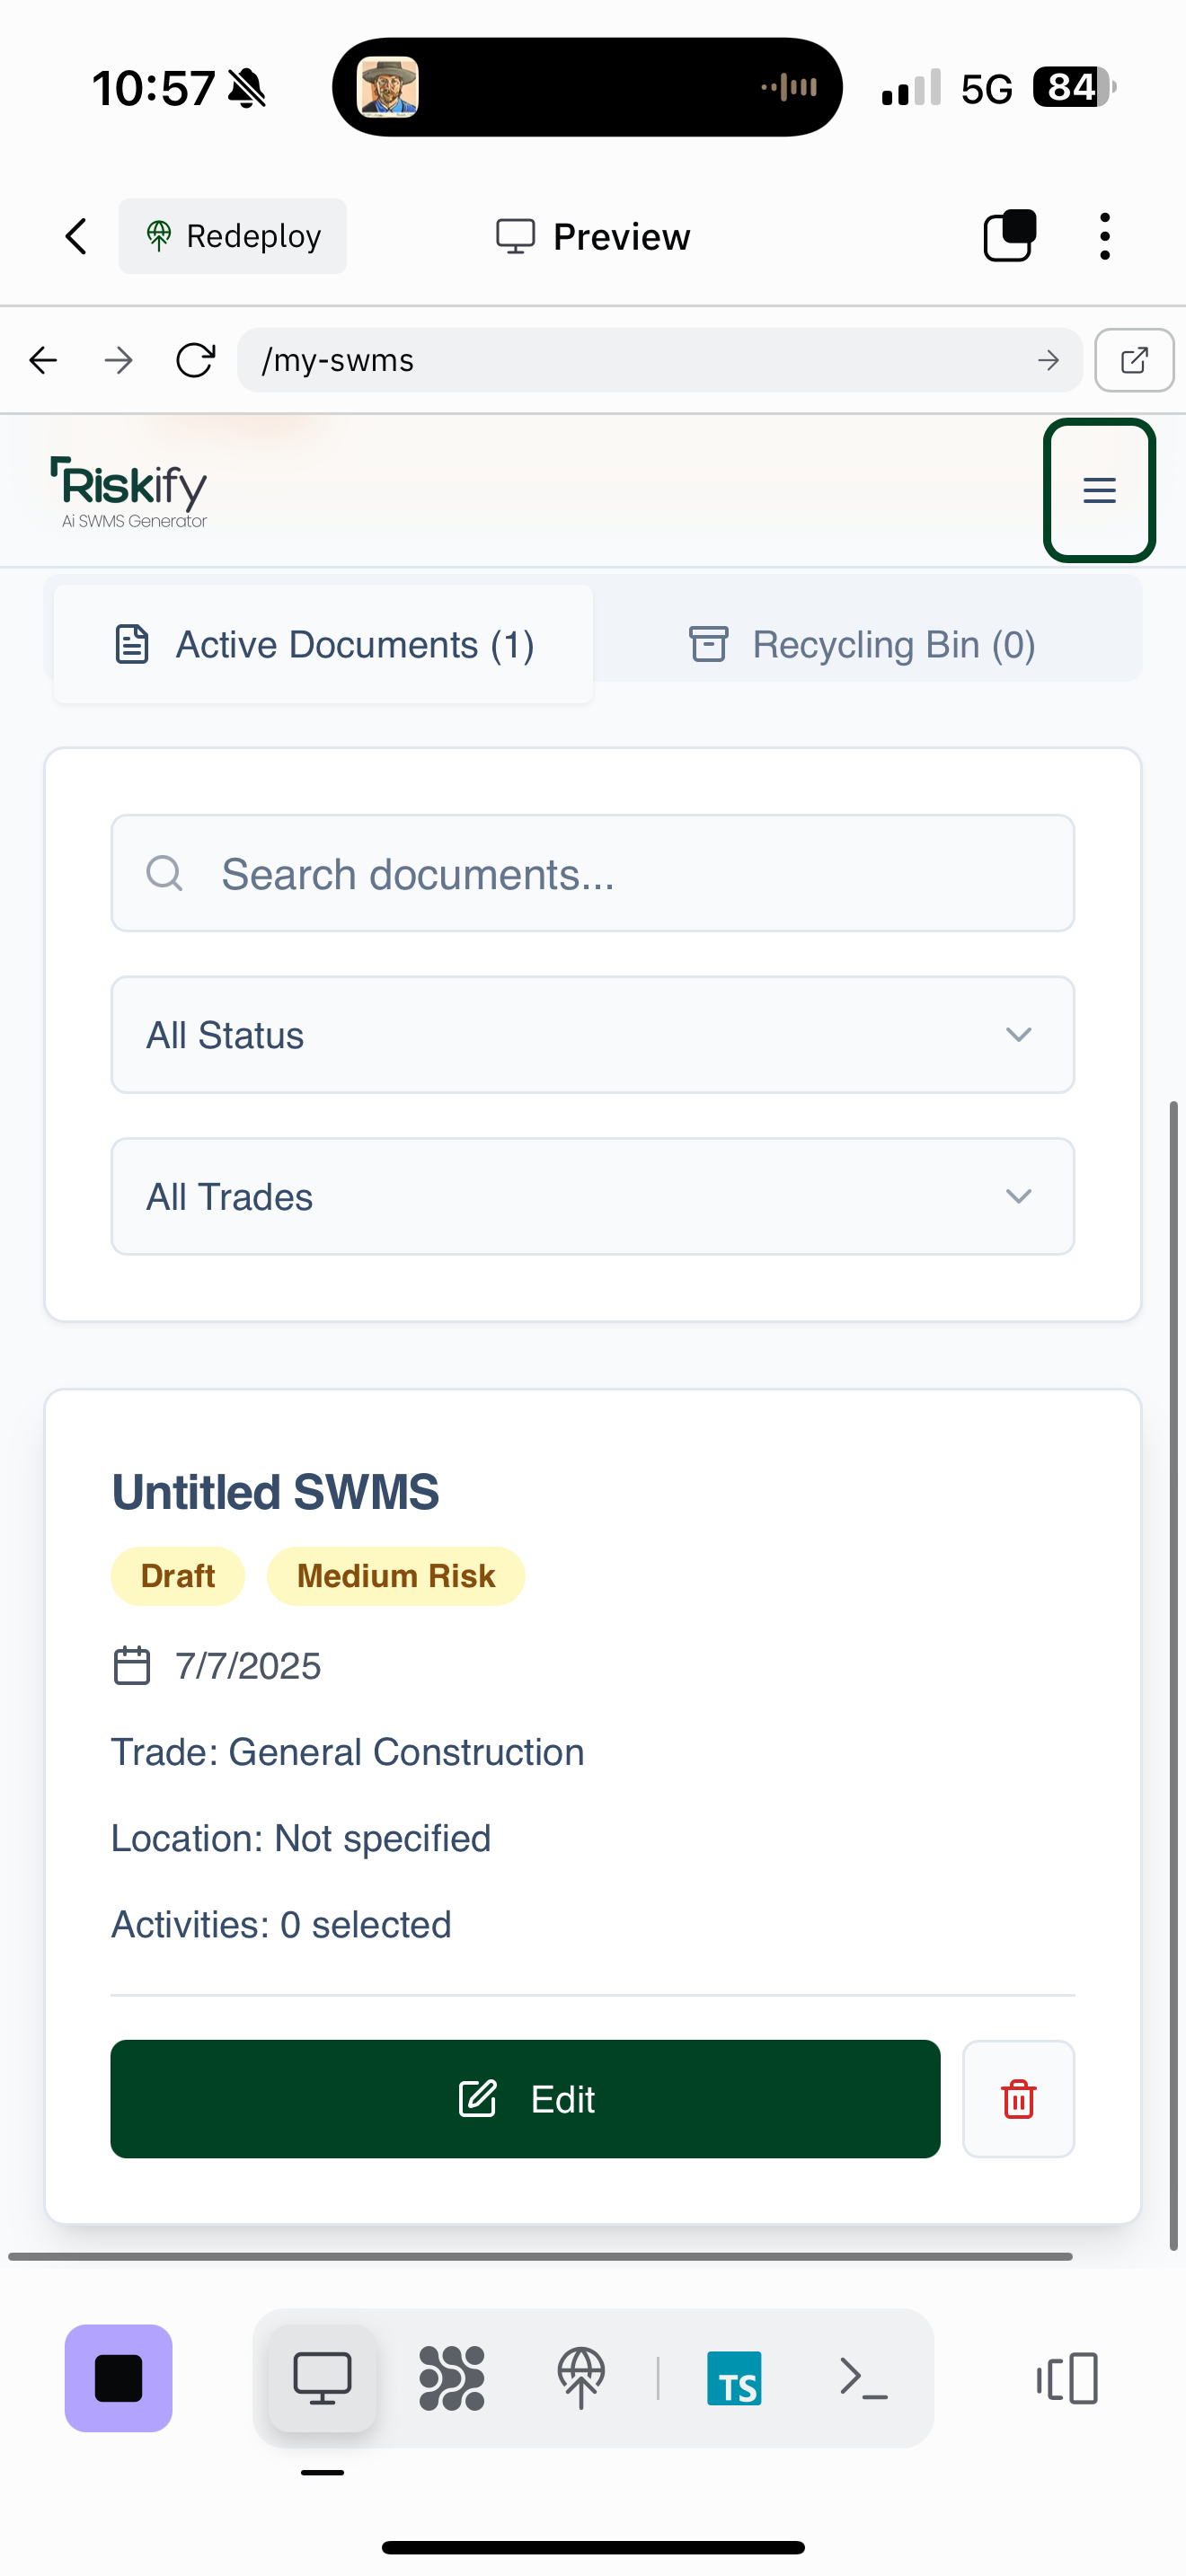 10:57
5G
84
Redeploy
Preview
/my-swms
Riskify
Ai SWMS Generator
Active Documents (1)
Recycling Bin (0)
Search documents...
All Status
All Trades
Untitled SWMS
Draft
Medium Risk
7/7/2025
Trade: General Construction
Location: Not specified
Activities: 0 selected
Edit
TS